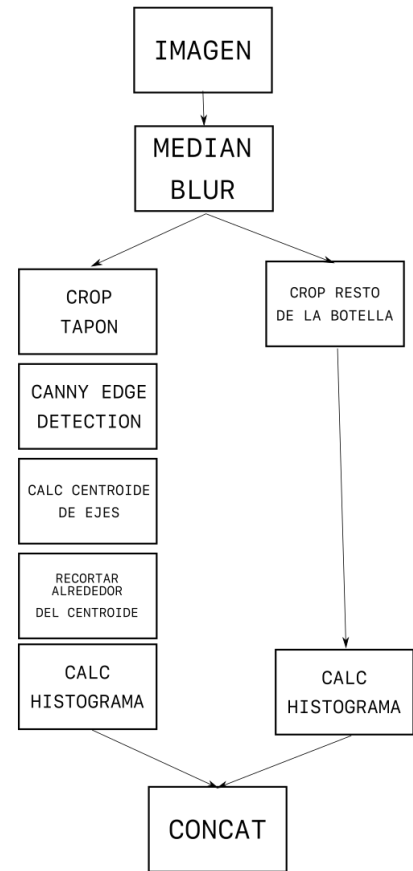 IMAGEN
MEDIAN
BLUR
CROP
TAPON
CANNY EDGE
DETECTION
CALC CENTROIDE
DE EJES
RECORTAR
ALREDEDOR
DEL CENTROIDE
CALC
HISTOGRAMA
CROP RESTO
DE LA BOTELLA
CALC
HISTOGRAMA
CONCAT